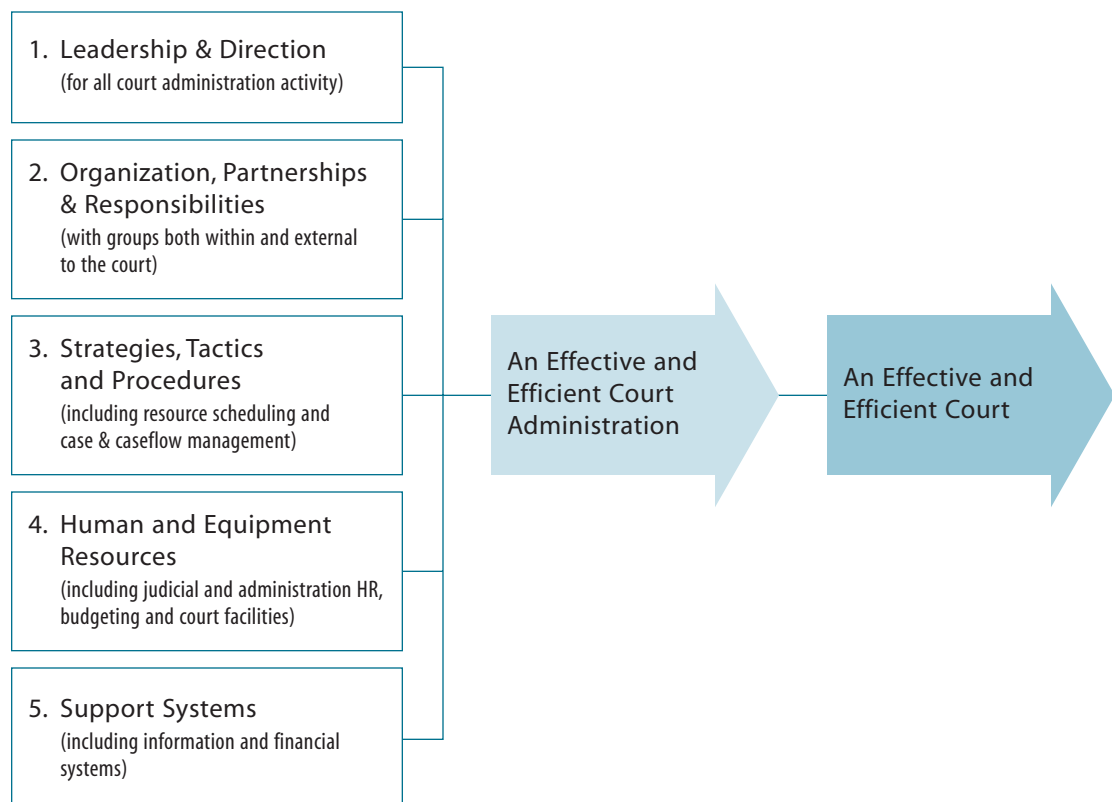 1. Leadership & Direction
(for all court administration activity)
2. Organization, Partnerships
& Responsibilities
(with groups both within and external
to the court)
3. Strategies, Tactics
and Procedures
(including resource scheduling and
case & caseflow management)
4. Human and Equipment
Resources
(including judicial and administration HR,
budgeting and court facilities)
5. Support Systems
(including information and financial
systems)
An Effective and
Efficient Court
Administration
An Effective and
Efficient Court